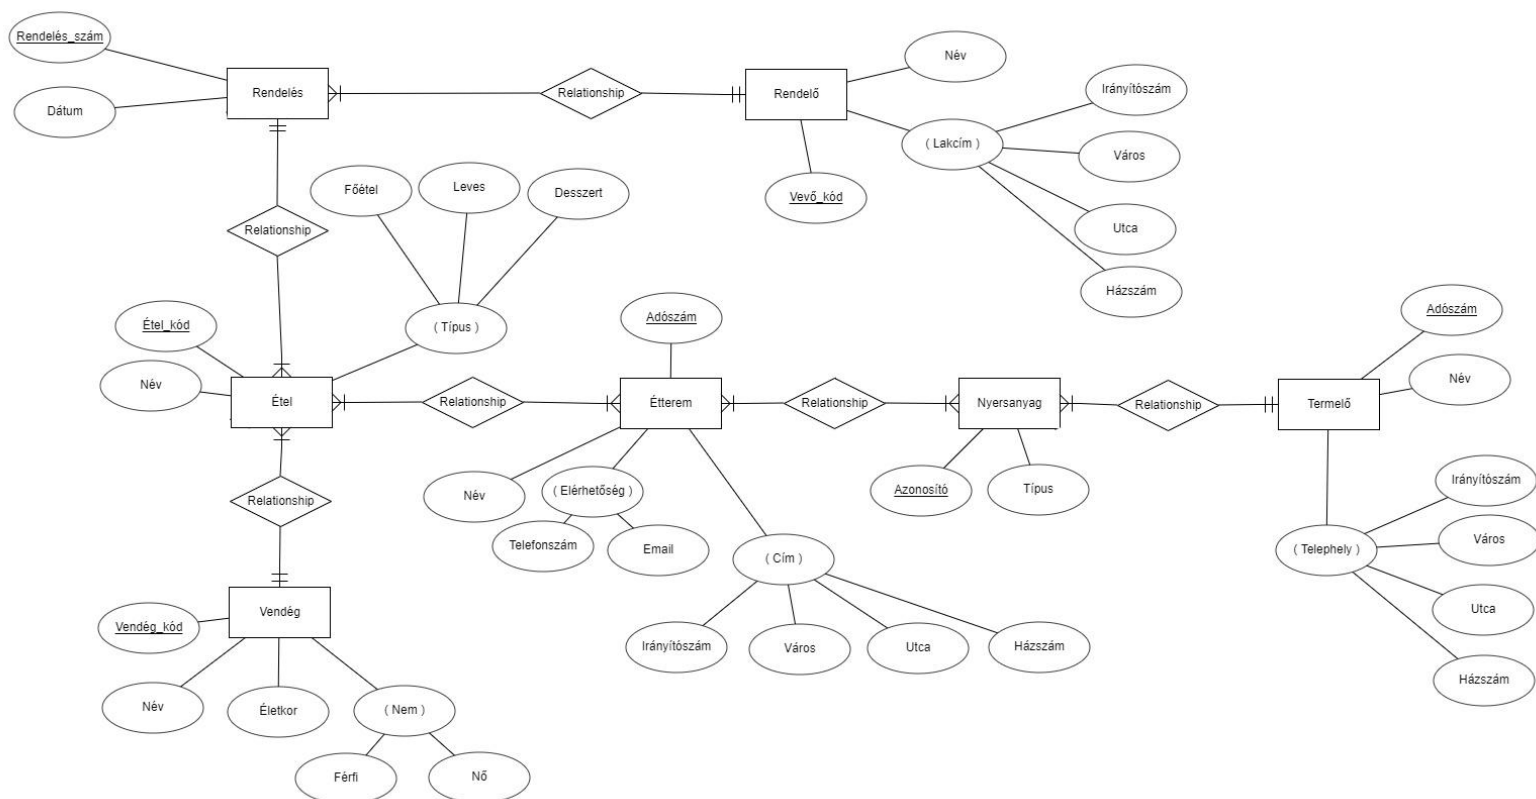 Rendelés_szám
Dátum
Rendelés
Relationship
Rendelő
Név
Vevő_kód
( Lakcím )
Irányítószám
Város
Utca
Házszám
Relationship
Főétel
Leves
Desszert
( Típus )
Étel_kód
Név
Étel
Relationship
Étterem
Adószám
Név
( Elérhetőség )
Telefonszám
Email
( Cím )
Irányítószám
Város
Utca
Házszám
Relationship
Nyersanyag
Azonosító
Típus
Relationship
Termelő
Adószám
Név
( Telephely )
Irányítószám
Város
Utca
Házszám
Relationship
Vendég
Vendég_kód
Név
Életkor
( Nem )
Férfi
Nő